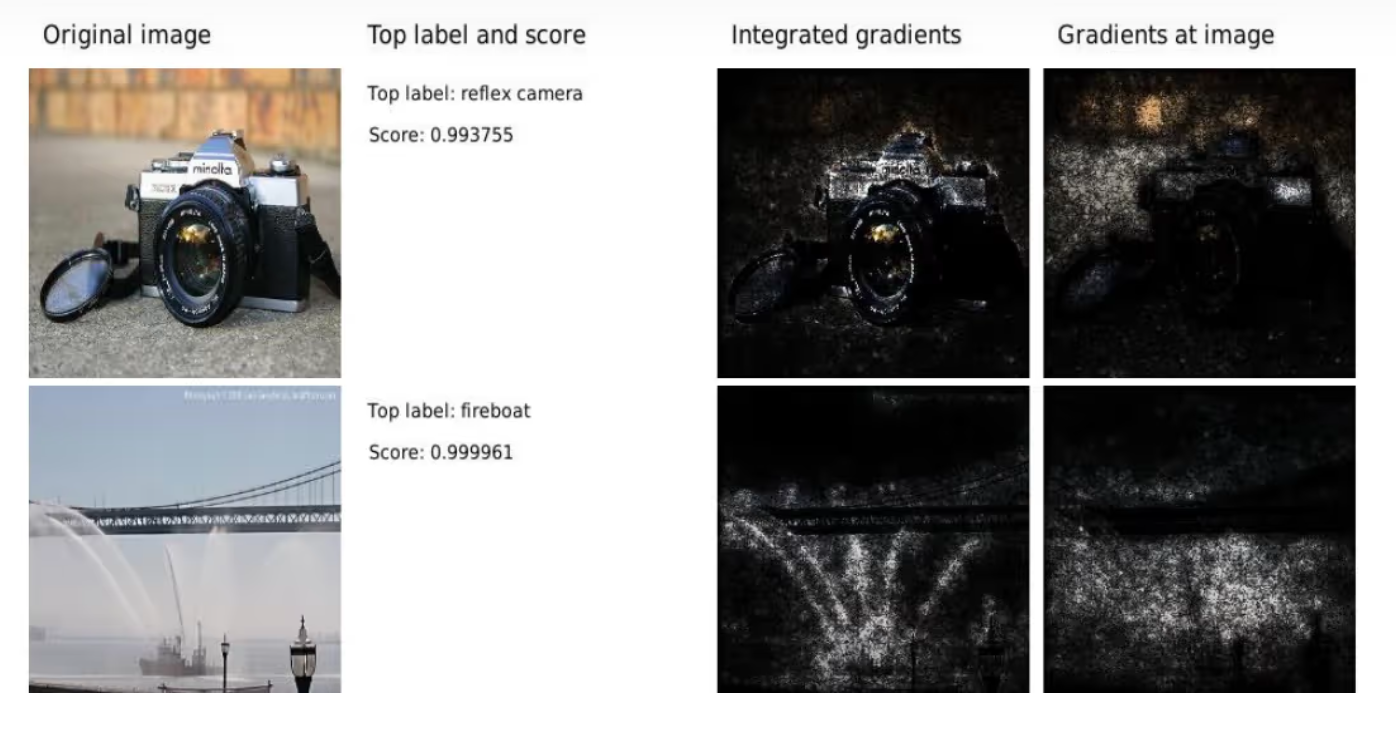 Original image
Top label and score
Integrated gradients
Gradients at image
Top label: reflex camera
Score: 0.993755
minolta
minolta
Top label: fireboat
Score: 0.999961